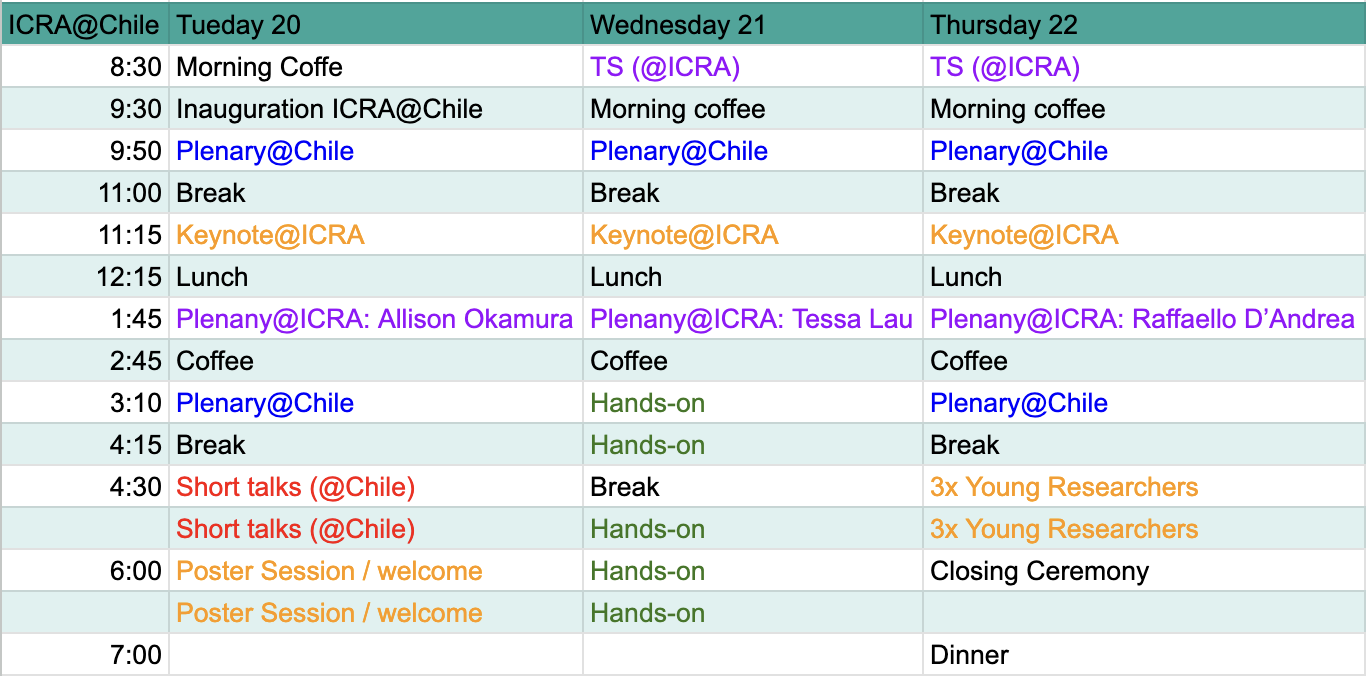 ICRA@Chile Tueday 20 Wednesday 21 Thursday 22
8:30 Morning Coffe TS (@ICRA) TS (@ICRA)
9:30 Inauguration ICRA@Chile Morning coffee Morning coffee
9:50 Plenary@Chile Plenary@Chile Plenary@Chile
11:00 Break Break Break
11:15 Keynote@ICRA Keynote@ICRA Keynote@ICRA
12:15 Lunch Lunch Lunch
1:45 Plenany@ICRA: Allison Okamura Plenany@ICRA: Tessa Lau Plenany@ICRA: Raffaello D’Andrea
2:45 Coffee Coffee Coffee
3:10 Plenary@Chile Hands-on Plenary@Chile
4:15 Break Hands-on Break
4:30 Short talks (@Chile) Break 3x Young Researchers
Short talks (@Chile) Hands-on 3x Young Researchers
6:00 Poster Session / welcome Hands-on Closing Ceremony
Poster Session / welcome Hands-on
7:00 Dinner